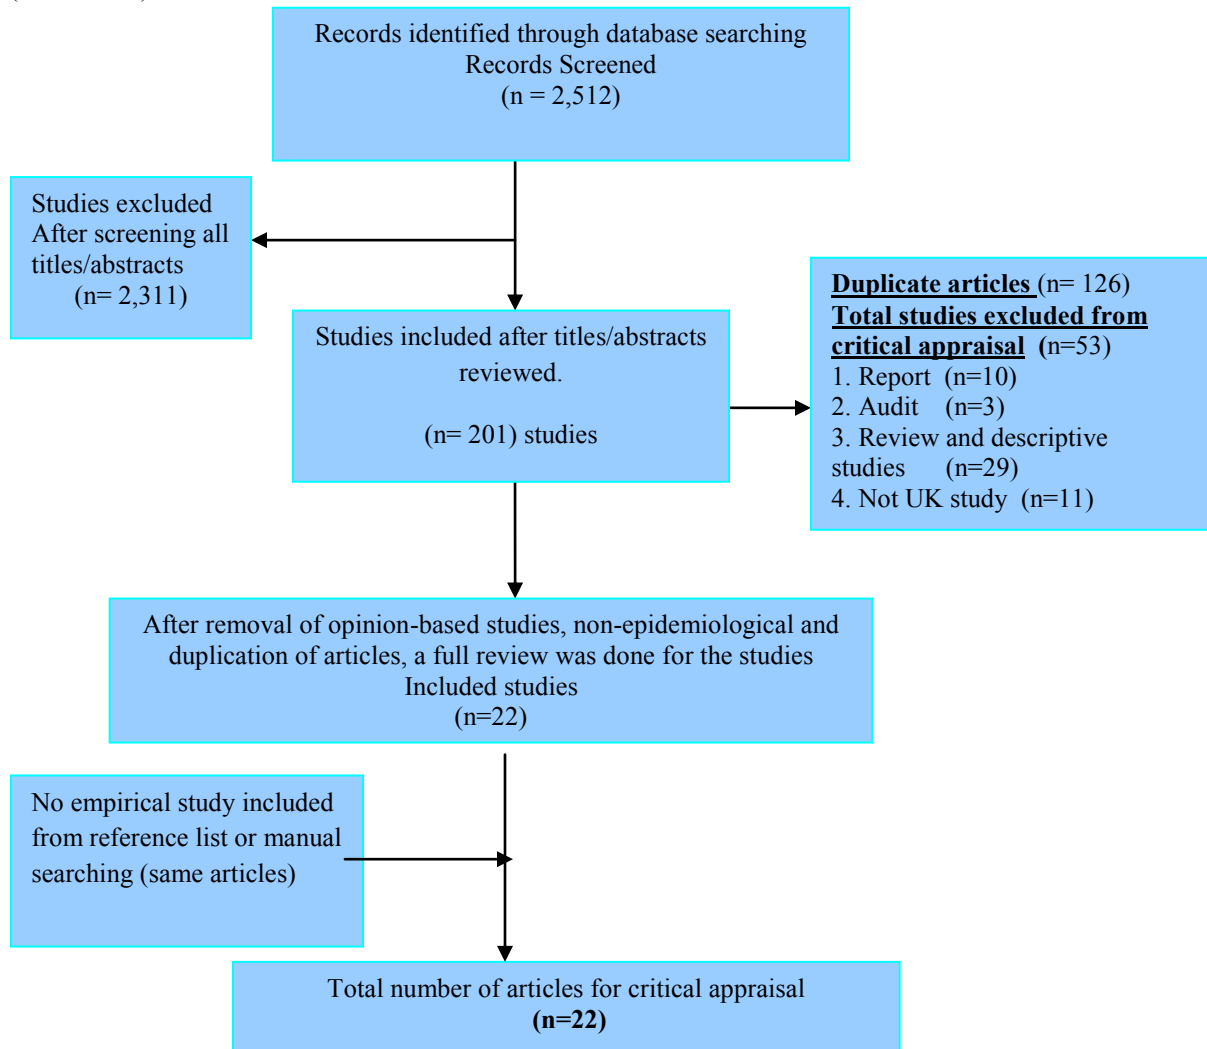 Records identified through database searching
Records Screened
(n = 2,512)
Studies excluded
After screening all
titles/abstracts
(n= 2,311)
Studies included after titles/abstracts
reviewed.
(n= 201) studies
Duplicate articles (n= 126)
Total studies excluded from
critical appraisal (n=53)
1. Report (n=10)
2. Audit (n=3)
3. Review and descriptive
studies (n=29)
4. Not UK study (n=11)
After removal of opinion-based studies, non-epidemiological and
duplication of articles, a full review was done for the studies
Included studies
(n=22)
No empirical study included
from reference list or manual
searching (same articles)
Total number of articles for critical appraisal
(n=22)